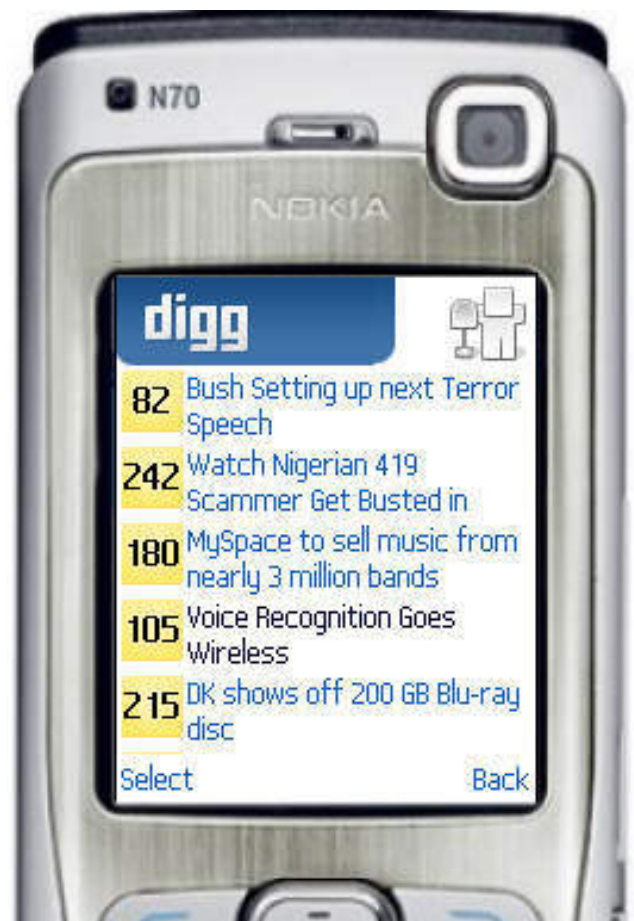 N70
NOKIA
digg
82
Bush Setting up next Terror
Speech
242
Watch Nigerian 419
Scammer Get Busted in
180
MySpace to sell music from
nearly 3 million bands
105
Voice Recognition Goes
Wireless
215
DK shows off 200 GB Blu-ray
disc
Select
Back